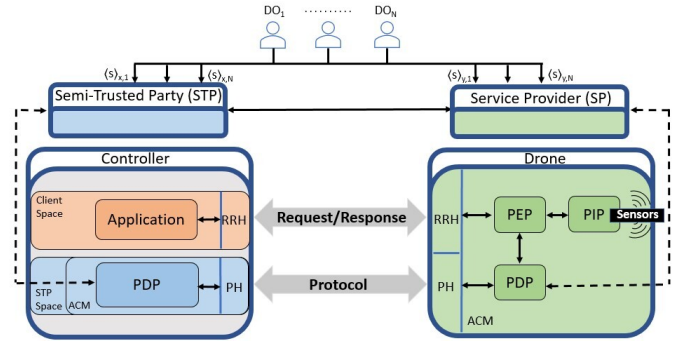 DO1
DON
⟨s⟩x,1
⟨s⟩x,N
⟨s⟩y,1
⟨s⟩y,N
Semi-Trusted Party (STP)
Service Provider (SP)
Controller
Drone
Client
Space
Application
RRH
Request/Response
RRH
PEP
PIP
Sensors
STP
Space
ACM
PDP
PH
Protocol
PH
PDP
ACM